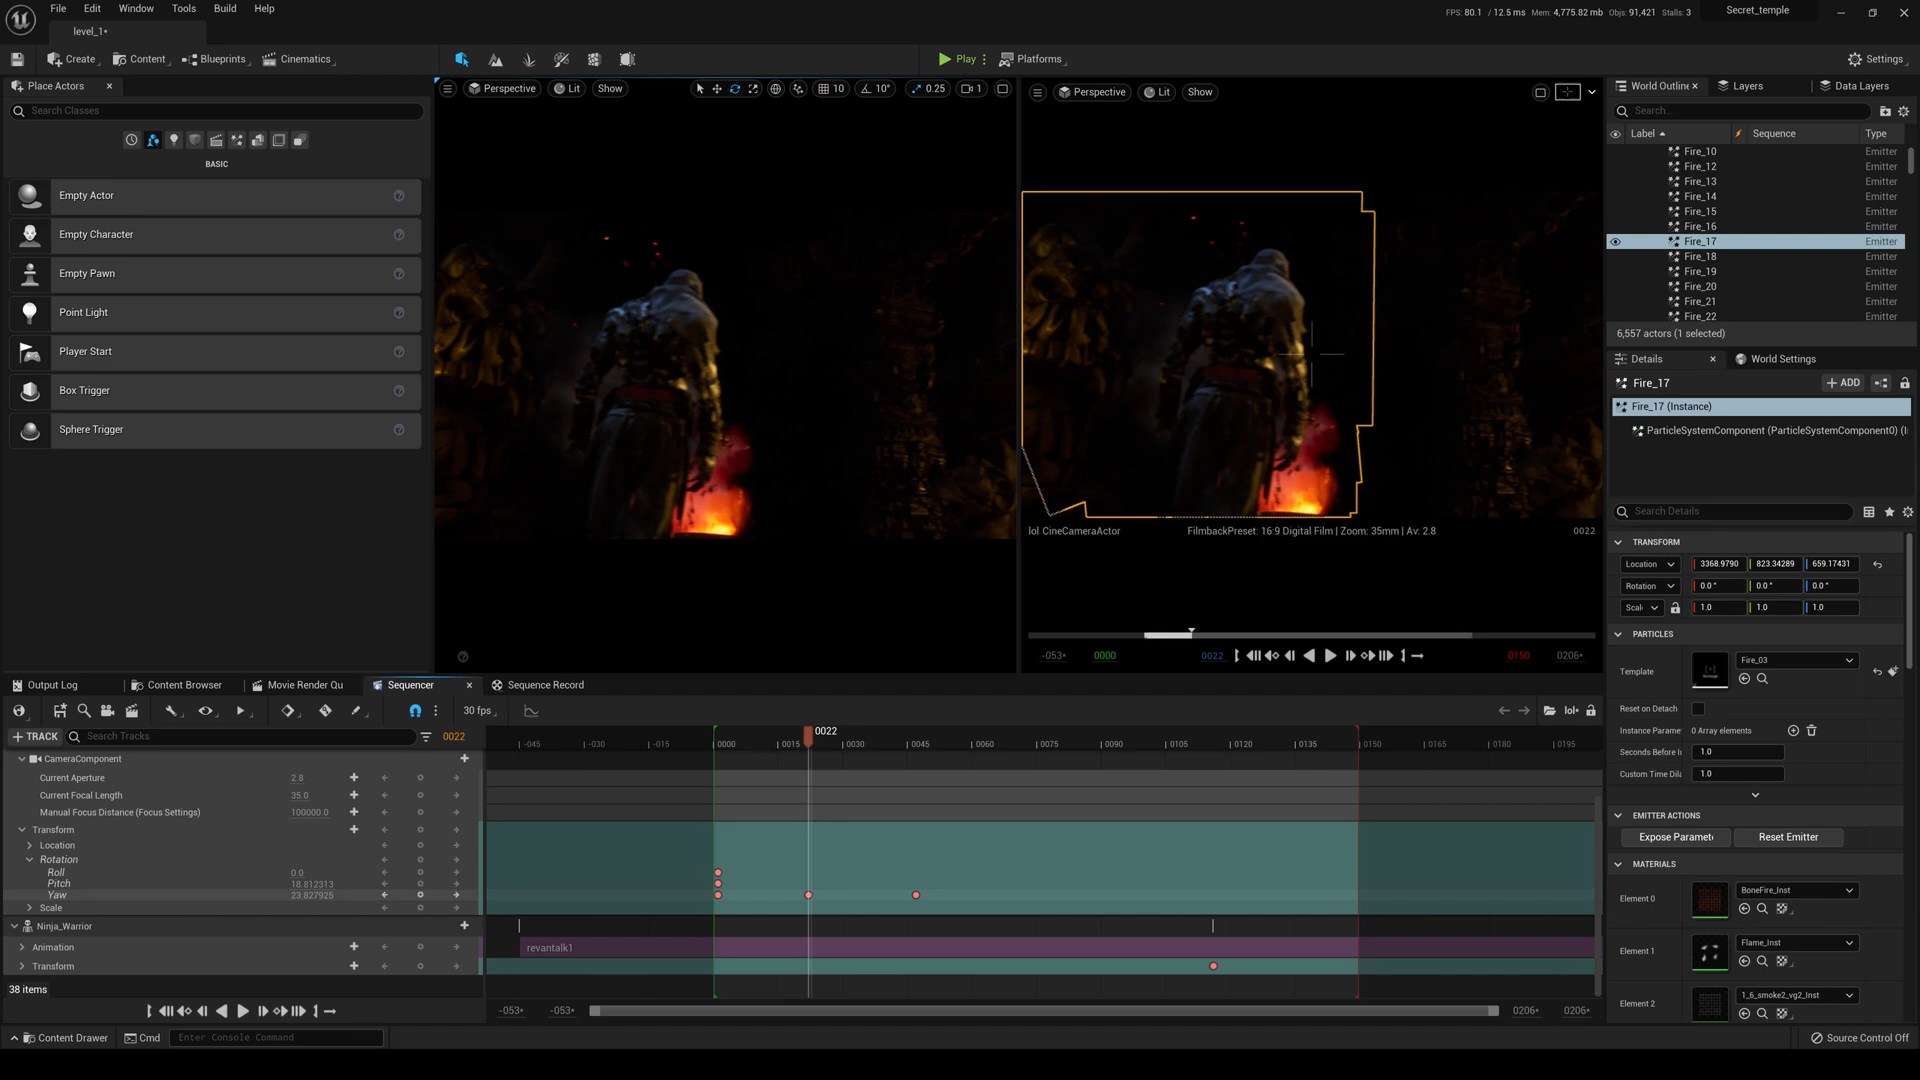 File Edit Window Tools Build Help
FPS: 80.1 / 12.5 ms Mem: 4,775.82 mb Objs: 91,421 Stalls: 3
Secret_temple
level_1*
Create Content Blueprints Cinematics
Play Platforms
Settings
Place Actors
Search Classes
BASIC
Empty Actor
Empty Character
Empty Pawn
Point Light
Player Start
Box Trigger
Sphere Trigger
Perspective Lit Show
10 10° 0.25 1
Perspective Lit Show
lol CineCameraActor FilmbackPreset: 16:9 Digital Film | Zoom: 35mm | Av: 2.8 0022
-053* 0000 0022 0150 0206*
World Outline Layers Data Layers
Search...
Label Sequence Type
Fire_10 Emitter
Fire_12 Emitter
Fire_13 Emitter
Fire_14 Emitter
Fire_15 Emitter
Fire_16 Emitter
Fire_17 Emitter
Fire_18 Emitter
Fire_19 Emitter
Fire_20 Emitter
Fire_21 Emitter
Fire_22 Emitter
6,557 actors (1 selected)
Details World Settings
Fire_17
ADD
Fire_17 (Instance)
ParticleSystemComponent (ParticleSystemComponent0) (I
Search Details
TRANSFORM
Location 3368.9790 823.34289 659.17431
Rotation 0.0 ° 0.0 ° 0.0 °
Scal 1.0 1.0 1.0
PARTICLES
Template Fire_03
Reset on Detach
Instance Parame 0 Array elements
Seconds Before I 1.0
Custom Time Dila 1.0
EMITTER ACTIONS
Expose Paramete Reset Emitter
MATERIALS
Element 0 BoneFire_Inst
Element 1 Flame_Inst
Element 2 1_6_smoke2_vg2_Inst
Output Log Content Browser Movie Render Qu Sequencer Sequence Record
30 fps
lol*
TRACK Search Tracks 0022
0022
-045 -030 -015 0000 0015 0030 0045 0060 0075 0090 0105 0120 0135 0150 0165 0180 0195
CameraComponent
Current Aperture 2.8
Current Focal Length 35.0
Manual Focus Distance (Focus Settings) 100000.0
Transform
Location
Rotation
Roll 0.0
Pitch 18.812313
Yaw 23.827925
Scale
Ninja_Warrior
Animation
revantalk1
Transform
38 items
-053* -053* 0206* 0206*
Content Drawer Cmd Enter Console Command
Source Control Off